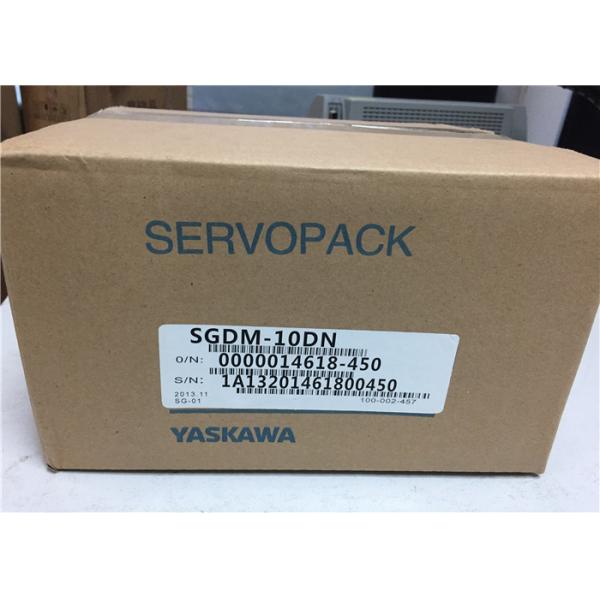 SERVOPACK
SGDM-10DN
O/N: 0000014618-450
S/N: 1A13201461800450
2013.11
SG-01 100-002-457
YASKAWA